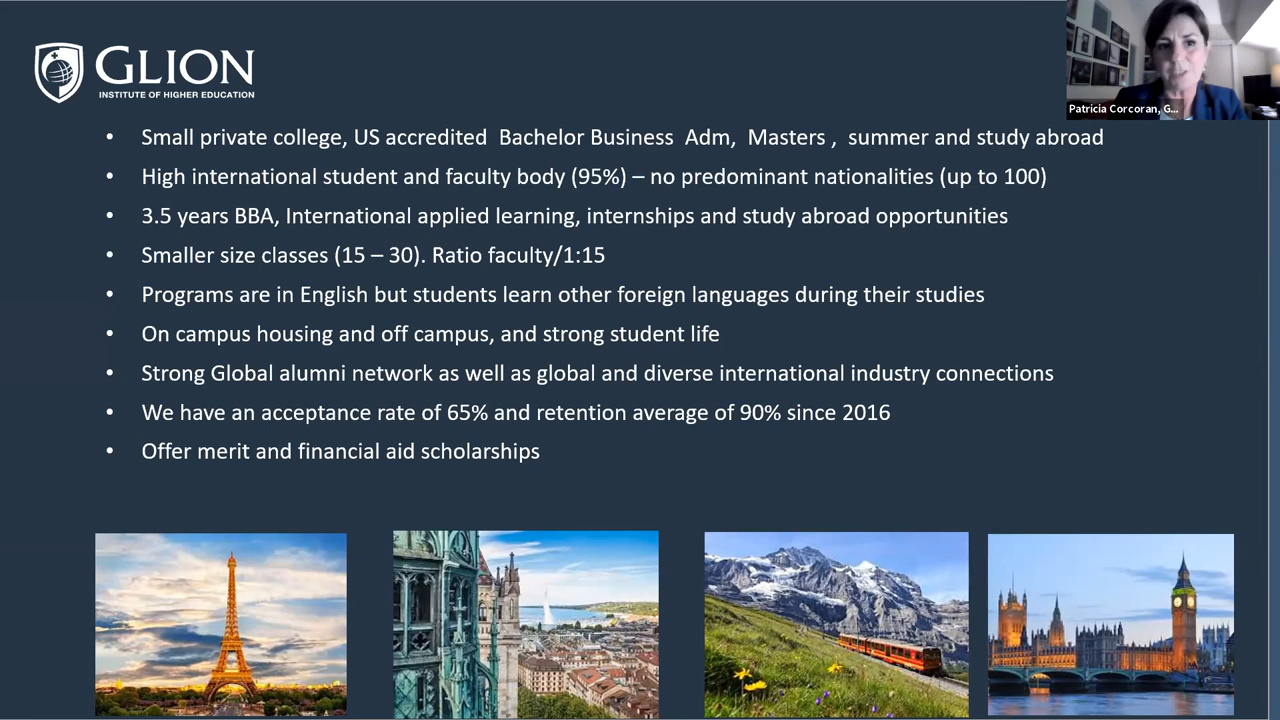 GLION
INSTITUTE OF HIGHER EDUCATION
Patricia Corcoran, G...
• Small private college, US accredited Bachelor Business Adm, Masters , summer and study abroad
• High international student and faculty body (95%) – no predominant nationalities (up to 100)
• 3.5 years BBA, International applied learning, internships and study abroad opportunities
• Smaller size classes (15 – 30). Ratio faculty/1:15
• Programs are in English but students learn other foreign languages during their studies
• On campus housing and off campus, and strong student life
• Strong Global alumni network as well as global and diverse international industry connections
• We have an acceptance rate of 65% and retention average of 90% since 2016
• Offer merit and financial aid scholarships